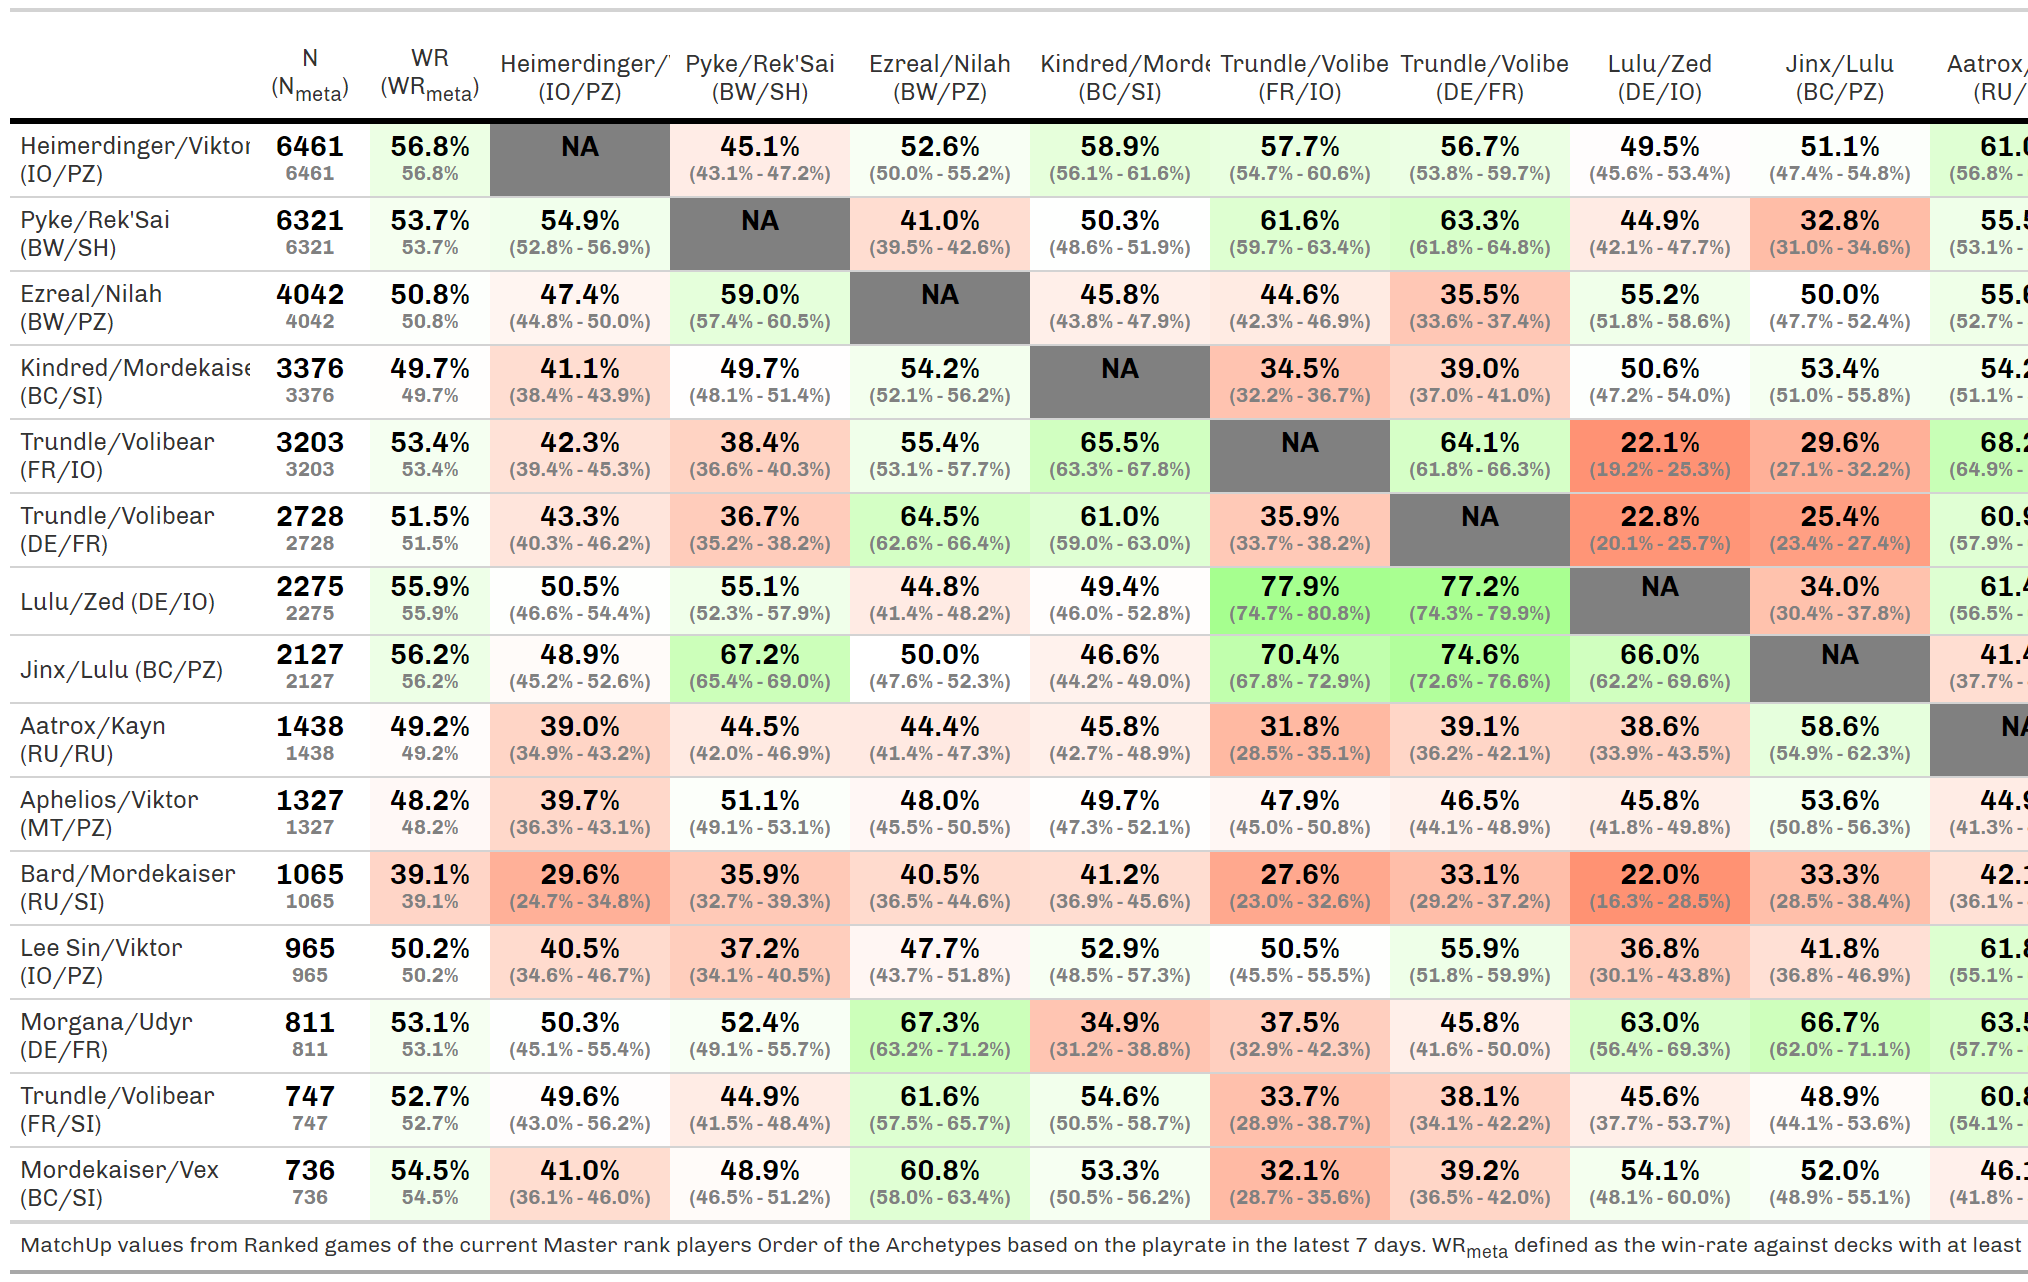 N WR Heimerdinger/ Pyke/Rek'Sai Ezreal/Nilah Kindred/Morde Trundle/Volibe Trundle/Volibe Lulu/Zed Jinx/Lulu Aatrox/
(Nmeta) (WRmeta) (IO/PZ) (BW/SH) (BW/PZ) (BC/SI) (FR/IO) (DE/FR) (DE/IO) (BC/PZ) (RU/
Heimerdinger/Viktor 6461 56.8% NA 45.1% 52.6% 58.9% 57.7% 56.7% 49.5% 51.1% 61.0
(IO/PZ) 6461 56.8% (43.1% - 47.2%) (50.0% - 55.2%) (56.1% - 61.6%) (54.7% - 60.6%) (53.8% - 59.7%) (45.6% - 53.4%) (47.4% - 54.8%) (56.8% -
Pyke/Rek'Sai 6321 53.7% 54.9% NA 41.0% 50.3% 61.6% 63.3% 44.9% 32.8% 55.5
(BW/SH) 6321 53.7% (52.8% - 56.9%) (39.5% - 42.6%) (48.6% - 51.9%) (59.7% - 63.4%) (61.8% - 64.8%) (42.1% - 47.7%) (31.0% - 34.6%) (53.1% -
Ezreal/Nilah 4042 50.8% 47.4% 59.0% NA 45.8% 44.6% 35.5% 55.2% 50.0% 55.6
(BW/PZ) 4042 50.8% (44.8% - 50.0%) (57.4% - 60.5%) (43.8% - 47.9%) (42.3% - 46.9%) (33.6% - 37.4%) (51.8% - 58.6%) (47.7% - 52.4%) (52.7% -
Kindred/Mordekaise 3376 49.7% 41.1% 49.7% 54.2% NA 34.5% 39.0% 50.6% 53.4% 54.2
(BC/SI) 3376 49.7% (38.4% - 43.9%) (48.1% - 51.4%) (52.1% - 56.2%) (32.2% - 36.7%) (37.0% - 41.0%) (47.2% - 54.0%) (51.0% - 55.8%) (51.1% -
Trundle/Volibear 3203 53.4% 42.3% 38.4% 55.4% 65.5% NA 64.1% 22.1% 29.6% 68.2
(FR/IO) 3203 53.4% (39.4% - 45.3%) (36.6% - 40.3%) (53.1% - 57.7%) (63.3% - 67.8%) (61.8% - 66.3%) (19.2% - 25.3%) (27.1% - 32.2%) (64.9% -
Trundle/Volibear 2728 51.5% 43.3% 36.7% 64.5% 61.0% 35.9% NA 22.8% 25.4% 60.9
(DE/FR) 2728 51.5% (40.3% - 46.2%) (35.2% - 38.2%) (62.6% - 66.4%) (59.0% - 63.0%) (33.7% - 38.2%) (20.1% - 25.7%) (23.4% - 27.4%) (57.9% -
Lulu/Zed (DE/IO) 2275 55.9% 50.5% 55.1% 44.8% 49.4% 77.9% 77.2% NA 34.0% 61.4
2275 55.9% (46.6% - 54.4%) (52.3% - 57.9%) (41.4% - 48.2%) (46.0% - 52.8%) (74.7% - 80.8%) (74.3% - 79.9%) (30.4% - 37.8%) (56.5% -
Jinx/Lulu (BC/PZ) 2127 56.2% 48.9% 67.2% 50.0% 46.6% 70.4% 74.6% 66.0% NA 41.4
2127 56.2% (45.2% - 52.6%) (65.4% - 69.0%) (47.6% - 52.3%) (44.2% - 49.0%) (67.8% - 72.9%) (72.6% - 76.6%) (62.2% - 69.6%) (37.7% -
Aatrox/Kayn 1438 49.2% 39.0% 44.5% 44.4% 45.8% 31.8% 39.1% 38.6% 58.6% NA
(RU/RU) 1438 49.2% (34.9% - 43.2%) (42.0% - 46.9%) (41.4% - 47.3%) (42.7% - 48.9%) (28.5% - 35.1%) (36.2% - 42.1%) (33.9% - 43.5%) (54.9% - 62.3%)
Aphelios/Viktor 1327 48.2% 39.7% 51.1% 48.0% 49.7% 47.9% 46.5% 45.8% 53.6% 44.9
(MT/PZ) 1327 48.2% (36.3% - 43.1%) (49.1% - 53.1%) (45.5% - 50.5%) (47.3% - 52.1%) (45.0% - 50.8%) (44.1% - 48.9%) (41.8% - 49.8%) (50.8% - 56.3%) (41.3% -
Bard/Mordekaiser 1065 39.1% 29.6% 35.9% 40.5% 41.2% 27.6% 33.1% 22.0% 33.3% 42.1
(RU/SI) 1065 39.1% (24.7% - 34.8%) (32.7% - 39.3%) (36.5% - 44.6%) (36.9% - 45.6%) (23.0% - 32.6%) (29.2% - 37.2%) (16.3% - 28.5%) (28.5% - 38.4%) (36.1% -
Lee Sin/Viktor 965 50.2% 40.5% 37.2% 47.7% 52.9% 50.5% 55.9% 36.8% 41.8% 61.8
(IO/PZ) 965 50.2% (34.6% - 46.7%) (34.1% - 40.5%) (43.7% - 51.8%) (48.5% - 57.3%) (45.5% - 55.5%) (51.8% - 59.9%) (30.1% - 43.8%) (36.8% - 46.9%) (55.1% -
Morgana/Udyr 811 53.1% 50.3% 52.4% 67.3% 34.9% 37.5% 45.8% 63.0% 66.7% 63.5
(DE/FR) 811 53.1% (45.1% - 55.4%) (49.1% - 55.7%) (63.2% - 71.2%) (31.2% - 38.8%) (32.9% - 42.3%) (41.6% - 50.0%) (56.4% - 69.3%) (62.0% - 71.1%) (57.7% -
Trundle/Volibear 747 52.7% 49.6% 44.9% 61.6% 54.6% 33.7% 38.1% 45.6% 48.9% 60.8
(FR/SI) 747 52.7% (43.0% - 56.2%) (41.5% - 48.4%) (57.5% - 65.7%) (50.5% - 58.7%) (28.9% - 38.7%) (34.1% - 42.2%) (37.7% - 53.7%) (44.1% - 53.6%) (54.1% -
Mordekaiser/Vex 736 54.5% 41.0% 48.9% 60.8% 53.3% 32.1% 39.2% 54.1% 52.0% 46.1
(BC/SI) 736 54.5% (36.1% - 46.0%) (46.5% - 51.2%) (58.0% - 63.4%) (50.5% - 56.2%) (28.7% - 35.6%) (36.5% - 42.0%) (48.1% - 60.0%) (48.9% - 55.1%) (41.8% -
MatchUp values from Ranked games of the current Master rank players Order of the Archetypes based on the playrate in the latest 7 days. WRmeta defined as the win-rate against decks with at least